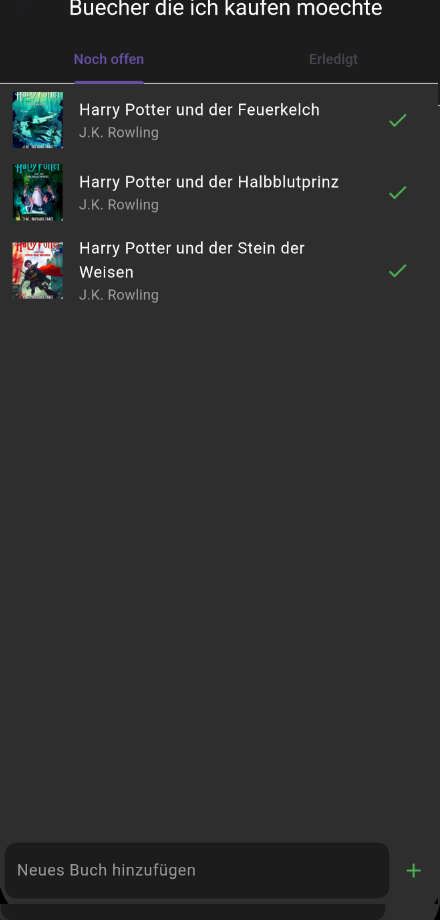 Buecher die ich kaufen moechte
Noch offen
Erledigt
Harry Potter und der Feuerkelch
J.K. Rowling
Harry Potter und der Halbblutprinz
J.K. Rowling
Harry Potter und der Stein der
Weisen
J.K. Rowling
Neues Buch hinzufügen